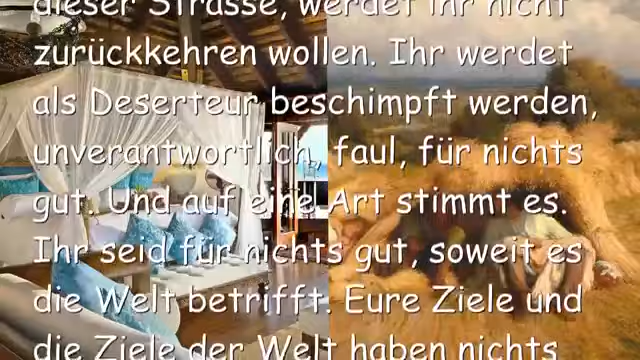 dieser Strasse, werdet ihr nicht
zurückkehren wollen. Ihr werdet
als Deserteur beschimpft werden,
unverantwortlich, faul, für nichts
gut. Und auf eine Art stimmt es.
Ihr seid für nichts gut, soweit es
die Welt betrifft. Eure Ziele und
die Ziele der Welt haben nichts